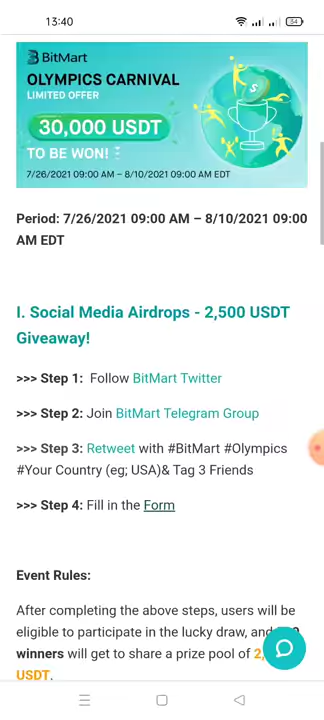 13:40
54
BitMart
OLYMPICS CARNIVAL
LIMITED OFFER
30,000 USDT
TO BE WON!
7/26/2021 09:00 AM – 8/10/2021 09:00 AM EDT
Period: 7/26/2021 09:00 AM – 8/10/2021 09:00
AM EDT
I. Social Media Airdrops - 2,500 USDT
Giveaway!
>>> Step 1: Follow BitMart Twitter
>>> Step 2: Join BitMart Telegram Group
>>> Step 3: Retweet with #BitMart #Olympics
#Your Country (eg; USA)& Tag 3 Friends
>>> Step 4: Fill in the Form
Event Rules:
After completing the above steps, users will be
eligible to participate in the lucky draw, and
winners will get to share a prize pool of
USDT.